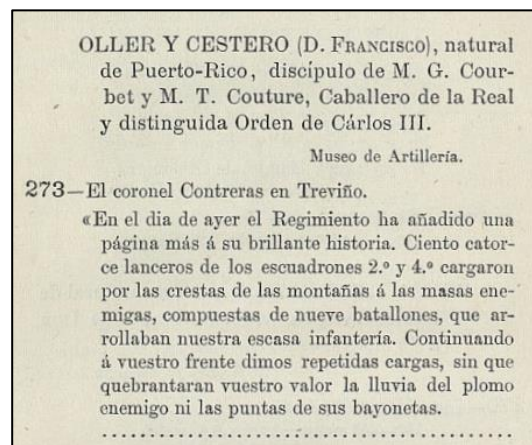 OLLER Y CESTERO (D. FRANCISCO), natural
de Puerto-Rico, discípulo de M. G. Cour-
bet y M. T. Couture, Caballero de la Real
y distinguida Orden de Cárlos III.
Museo de Artillería.
273—El coronel Contreras en Treviño.
«En el dia de ayer el Regimiento ha añadido una
página más á su brillante historia. Ciento cator-
ce lanceros de los escuadrones 2.º y 4.º cargaron
por las crestas de las montañas á las masas ene-
migas, compuestas de nueve batallones, que ar-
rollaban nuestra escasa infantería. Continuando
á vuestro frente dimos repetidas cargas, sin que
quebrantaran vuestro valor la lluvia del plomo
enemigo ni las puntas de sus bayonetas.
........................................